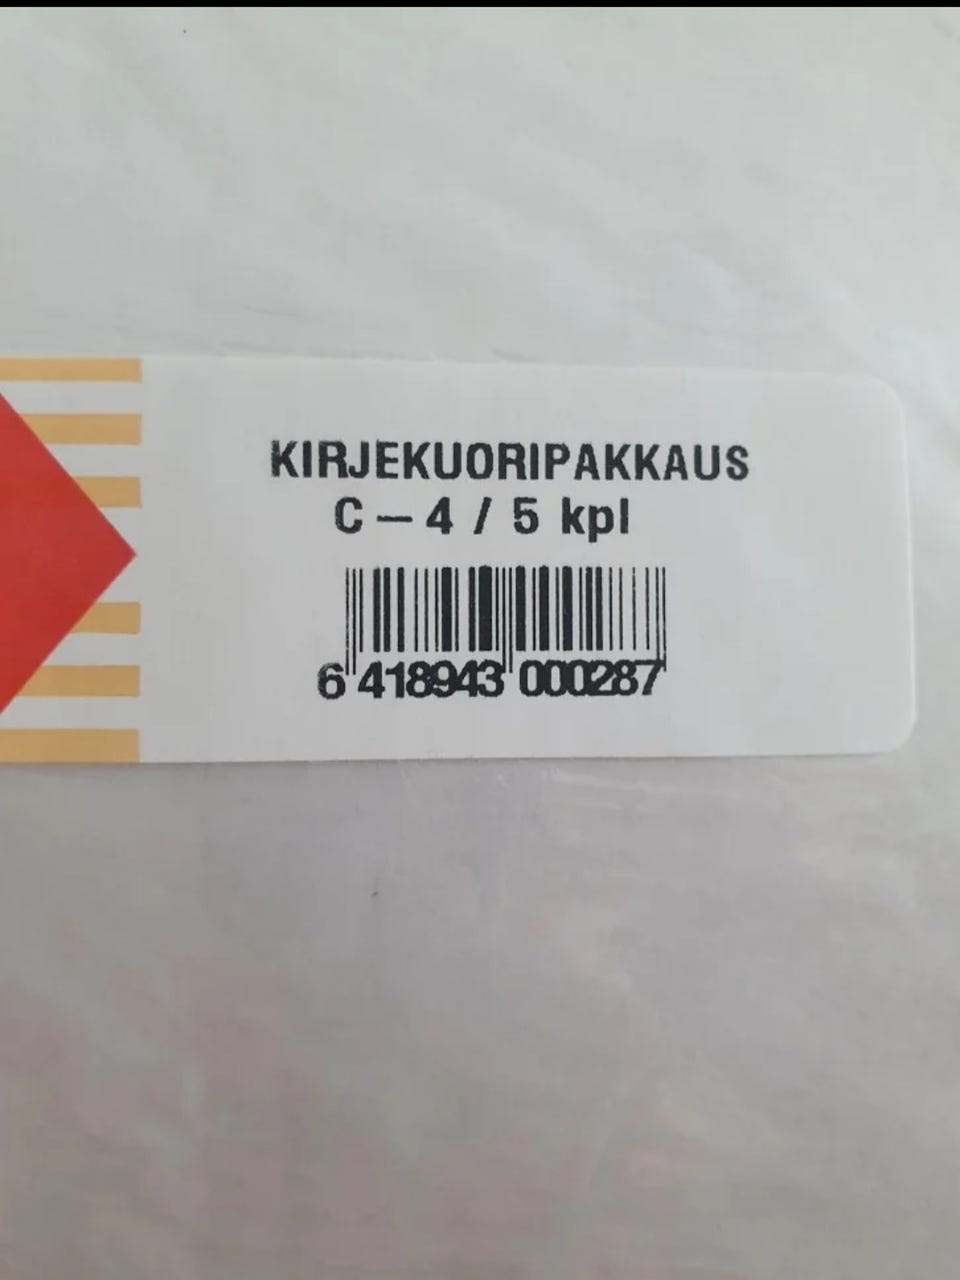 KIRJEKUORIPAKKAUS
C – 4 / 5 kpl
6 418943 000287